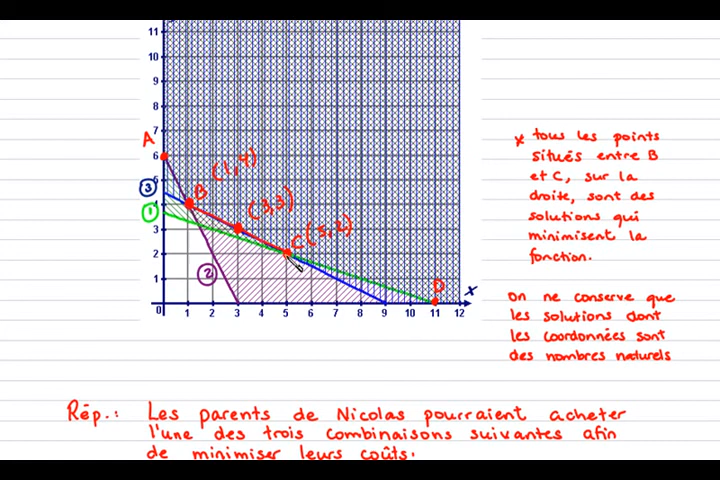 11
10
9
8
7
A
6
B (1,4)
3
4
(3,3)
1
3
C (5,2)
2
2
1
D
x
0 1 2 3 4 5 6 7 8 9 10 11 12
* tous les points
situés entre B
et C, sur la
droite, sont des
solutions qui
minimisent la
fonction.
On ne conserve que
les solutions dont
les coordonnées sont
des nombres naturels
Rép.: Les parents de Nicolas pourraient acheter
l'une des trois combinaisons suivantes afin
de minimiser leurs coûts.